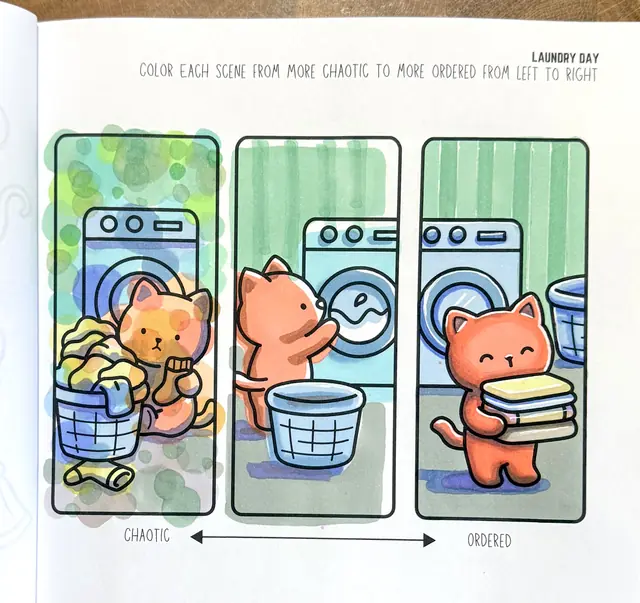 LAUNDRY DAY
COLOR EACH SCENE FROM MORE CHAOTIC TO MORE ORDERED FROM LEFT TO RIGHT
CHAOTIC
ORDERED